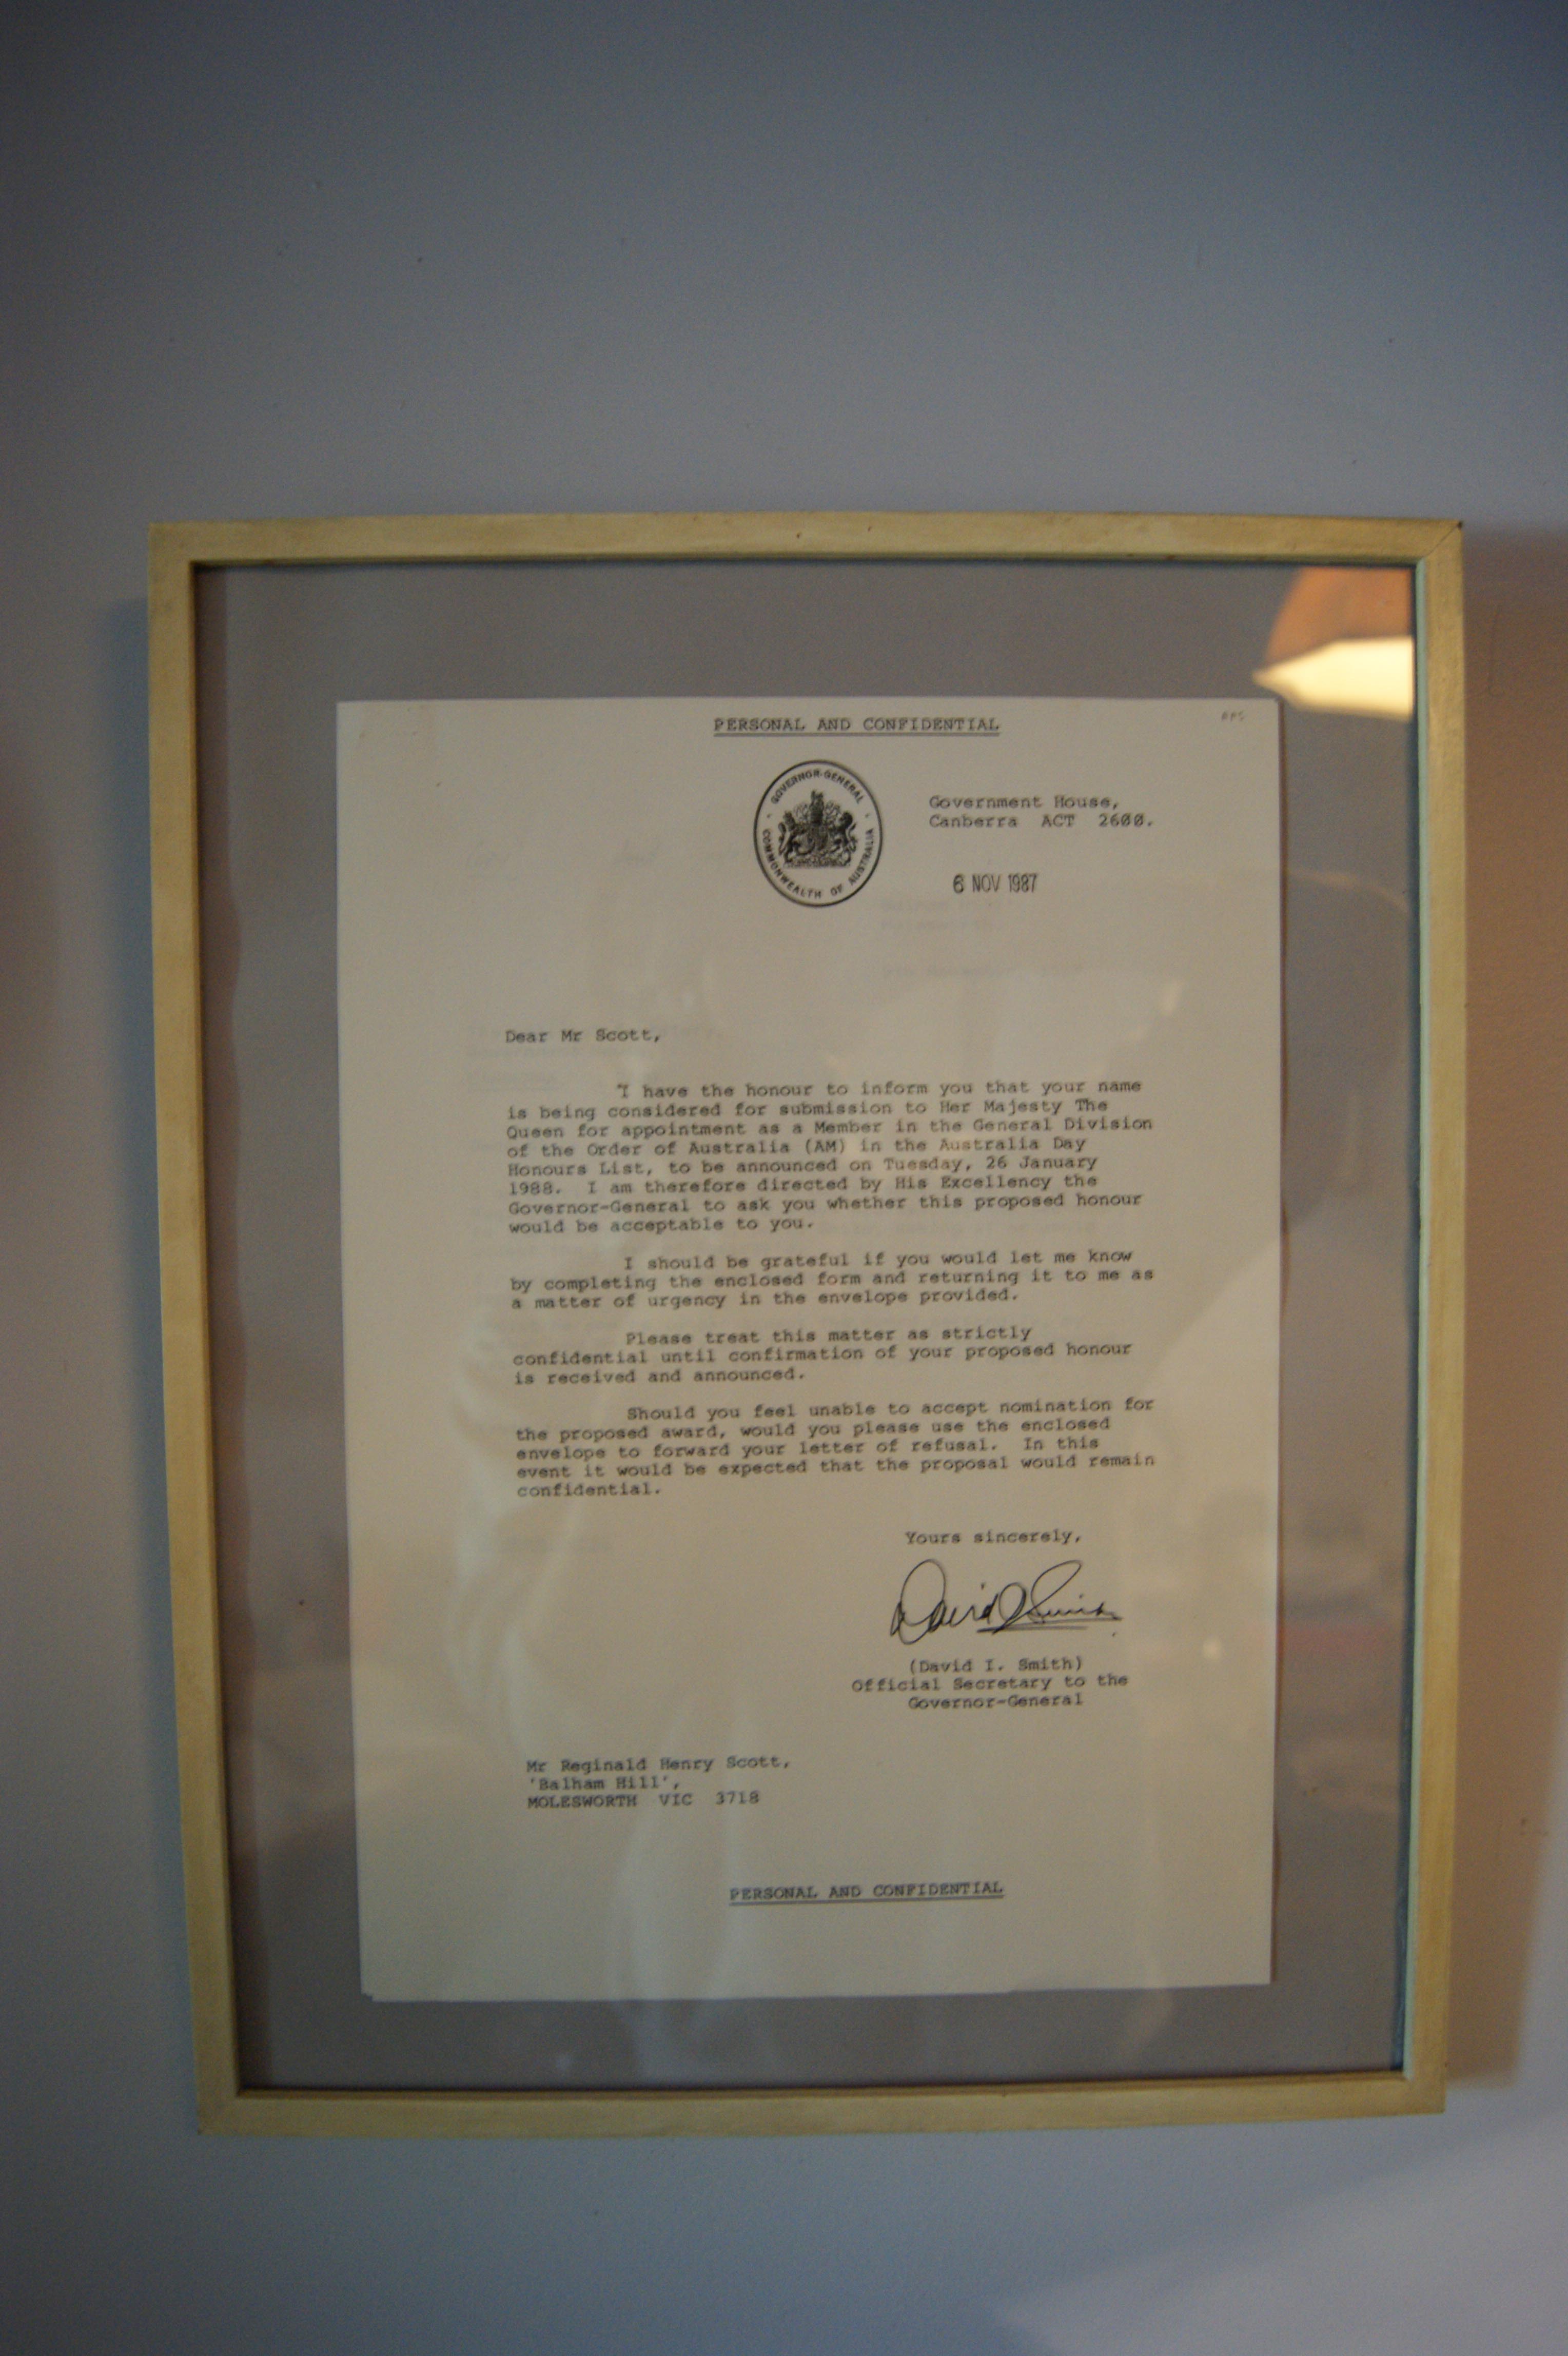 PERSONAL AND CONFIDENTIAL
GOVERNOR-GENERAL
COMMONWEALTH OF AUSTRALIA
Government House,
Canberra ACT 2600.
6 NOV 1987
Dear Mr Scott,
I have the honour to inform you that your name
is being considered for submission to Her Majesty The
Queen for appointment as a Member in the General Division
of the Order of Australia (AM) in the Australia Day
Honours List, to be announced on Tuesday, 26 January
1988. I am therefore directed by His Excellency the
Governor-General to ask you whether this proposed honour
would be acceptable to you.
I should be grateful if you would let me know
by completing the enclosed form and returning it to me as
a matter of urgency in the envelope provided.
Please treat this matter as strictly
confidential until confirmation of your proposed honour
is received and announced.
Should you feel unable to accept nomination for
the proposed award, would you please use the enclosed
envelope to forward your letter of refusal. In this
event it would be expected that the proposal would remain
confidential.
Yours sincerely,
David I Smith
(David I. Smith)
Official Secretary to the
Governor-General
Mr Reginald Henry Scott,
'Balham Hill',
MOLESWORTH VIC 3718
PERSONAL AND CONFIDENTIAL